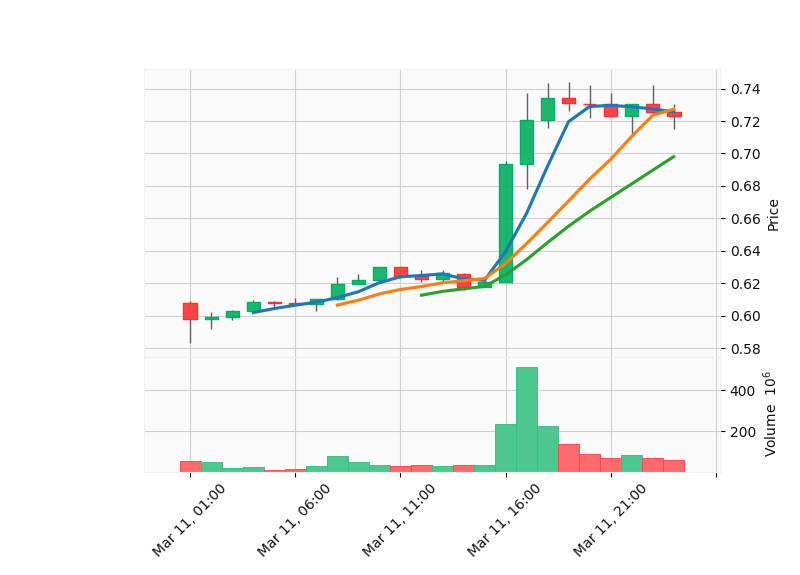 0.74
0.72
0.70
0.68
0.66
0.64
0.62
0.60
0.58
Price
400
200
Volume 10⁶
Mar 11, 01:00
Mar 11, 06:00
Mar 11, 11:00
Mar 11, 16:00
Mar 11, 21:00